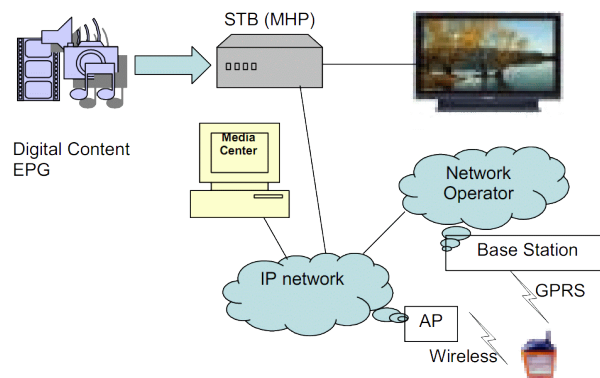 STB (MHP)
Digital Content
EPG
Media
Center
Network
Operator
Base Station
IP network
GPRS
AP
Wireless